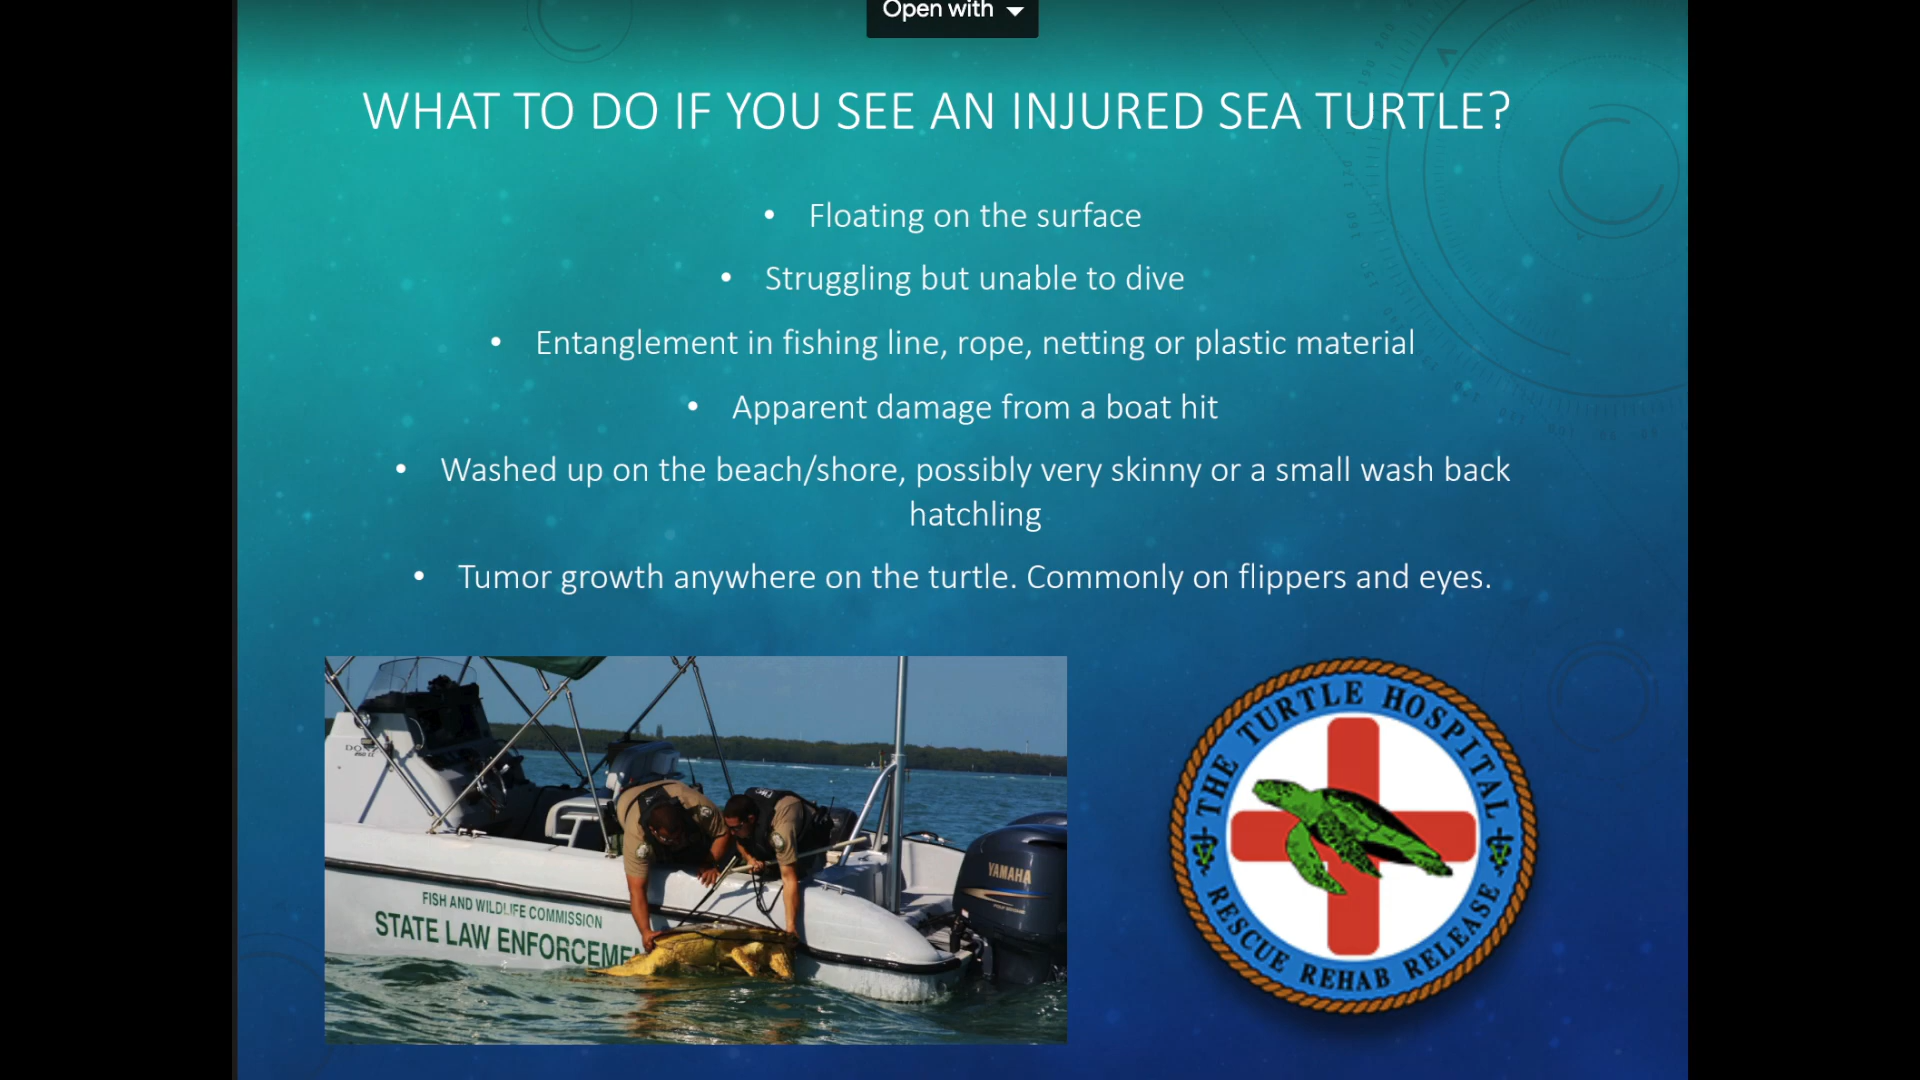 Open with
WHAT TO DO IF YOU SEE AN INJURED SEA TURTLE?
• Floating on the surface
• Struggling but unable to dive
• Entanglement in fishing line, rope, netting or plastic material
• Apparent damage from a boat hit
• Washed up on the beach/shore, possibly very skinny or a small wash back
hatchling
• Tumor growth anywhere on the turtle. Commonly on flippers and eyes.
FISH AND WILDLIFE COMMISSION
STATE LAW ENFORCEMEN
YAMAHA
THE TURTLE HOSPITAL
RESCUE REHAB RELEASE